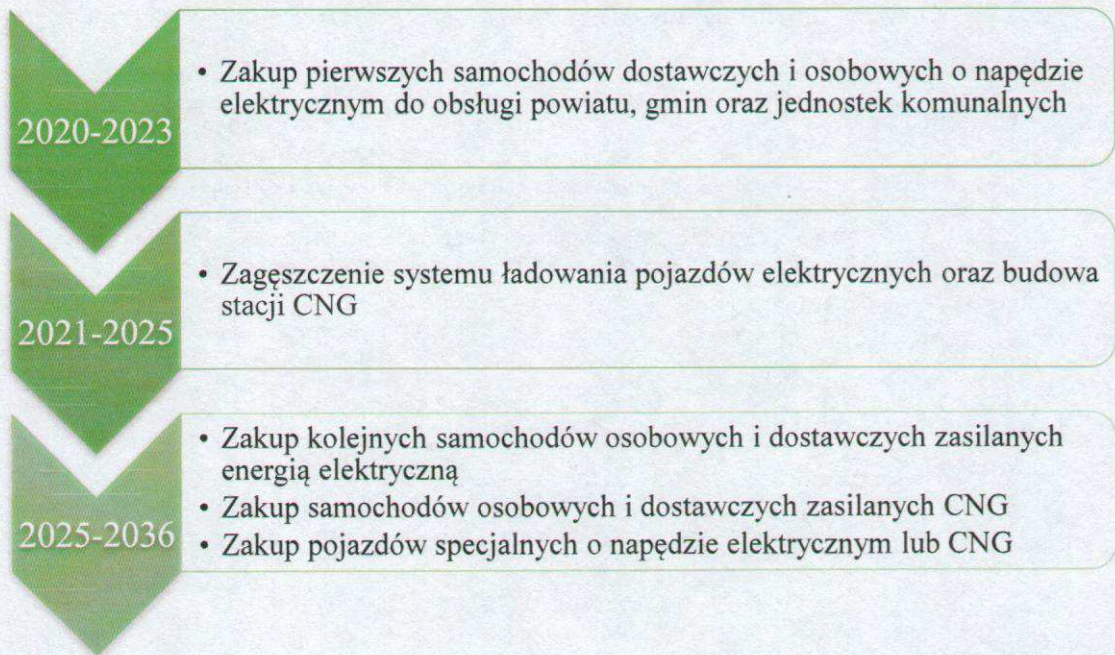 2020-2023
• Zakup pierwszych samochodów dostawczych i osobowych o napędzie
elektrycznym do obsługi powiatu, gmin oraz jednostek komunalnych
2021-2025
• Zagęszczenie systemu ładowania pojazdów elektrycznych oraz budowa
stacji CNG
2025-2036
• Zakup kolejnych samochodów osobowych i dostawczych zasilanych
energią elektryczną
• Zakup samochodów osobowych i dostawczych zasilanych CNG
• Zakup pojazdów specjalnych o napędzie elektrycznym lub CNG